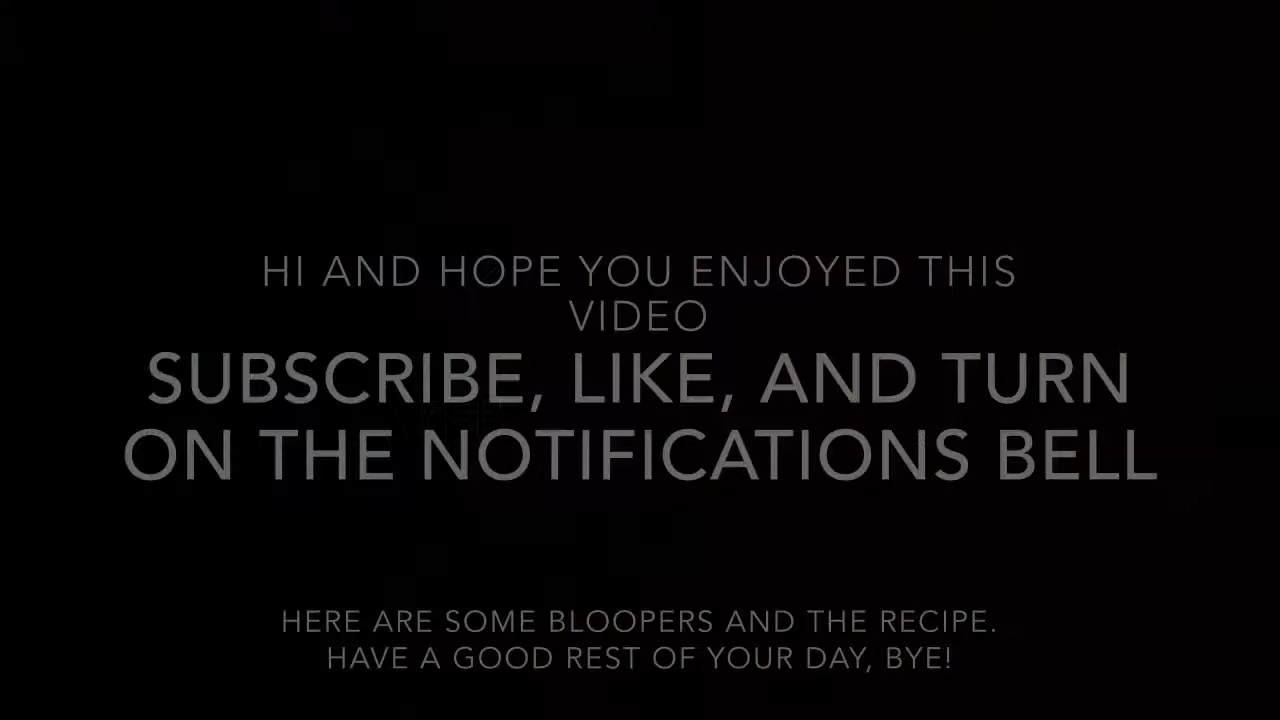 HI AND HOPE YOU ENJOYED THIS
VIDEO
SUBSCRIBE, LIKE, AND TURN
ON THE NOTIFICATIONS BELL
HERE ARE SOME BLOOPERS AND THE RECIPE.
HAVE A GOOD REST OF YOUR DAY, BYE!